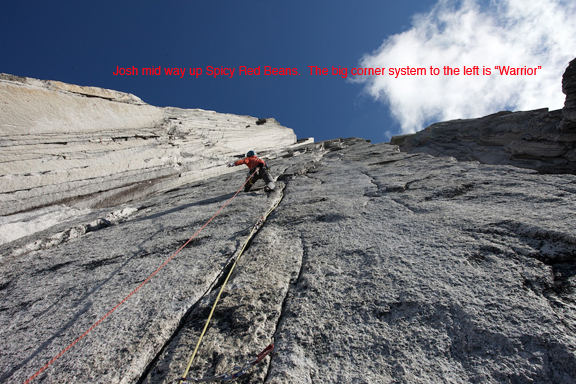 Josh mid way up Spicy Red Beans. The big corner system to the left is “Warrior”